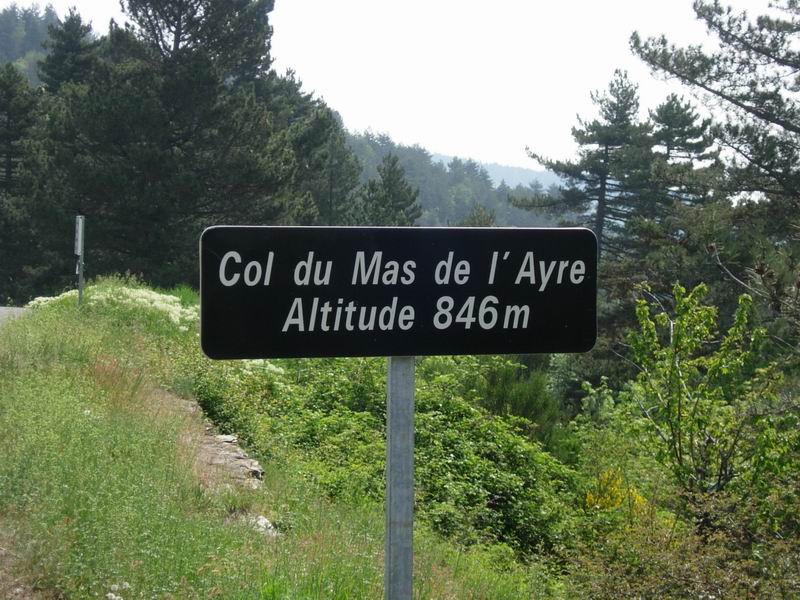 Col du Mas de l'Ayre
Altitude 846m